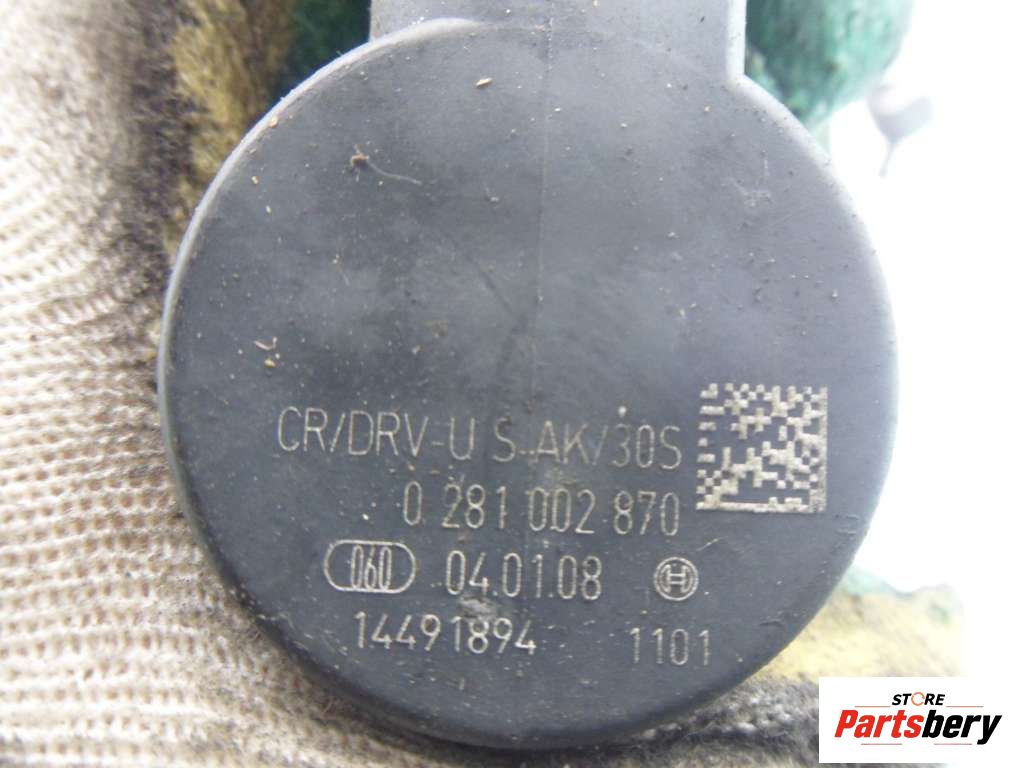 CR/DRV-U S-AK/30S
0 281 002 870
060 04.01.08 H
14491894 1101
STORE
Partsbery